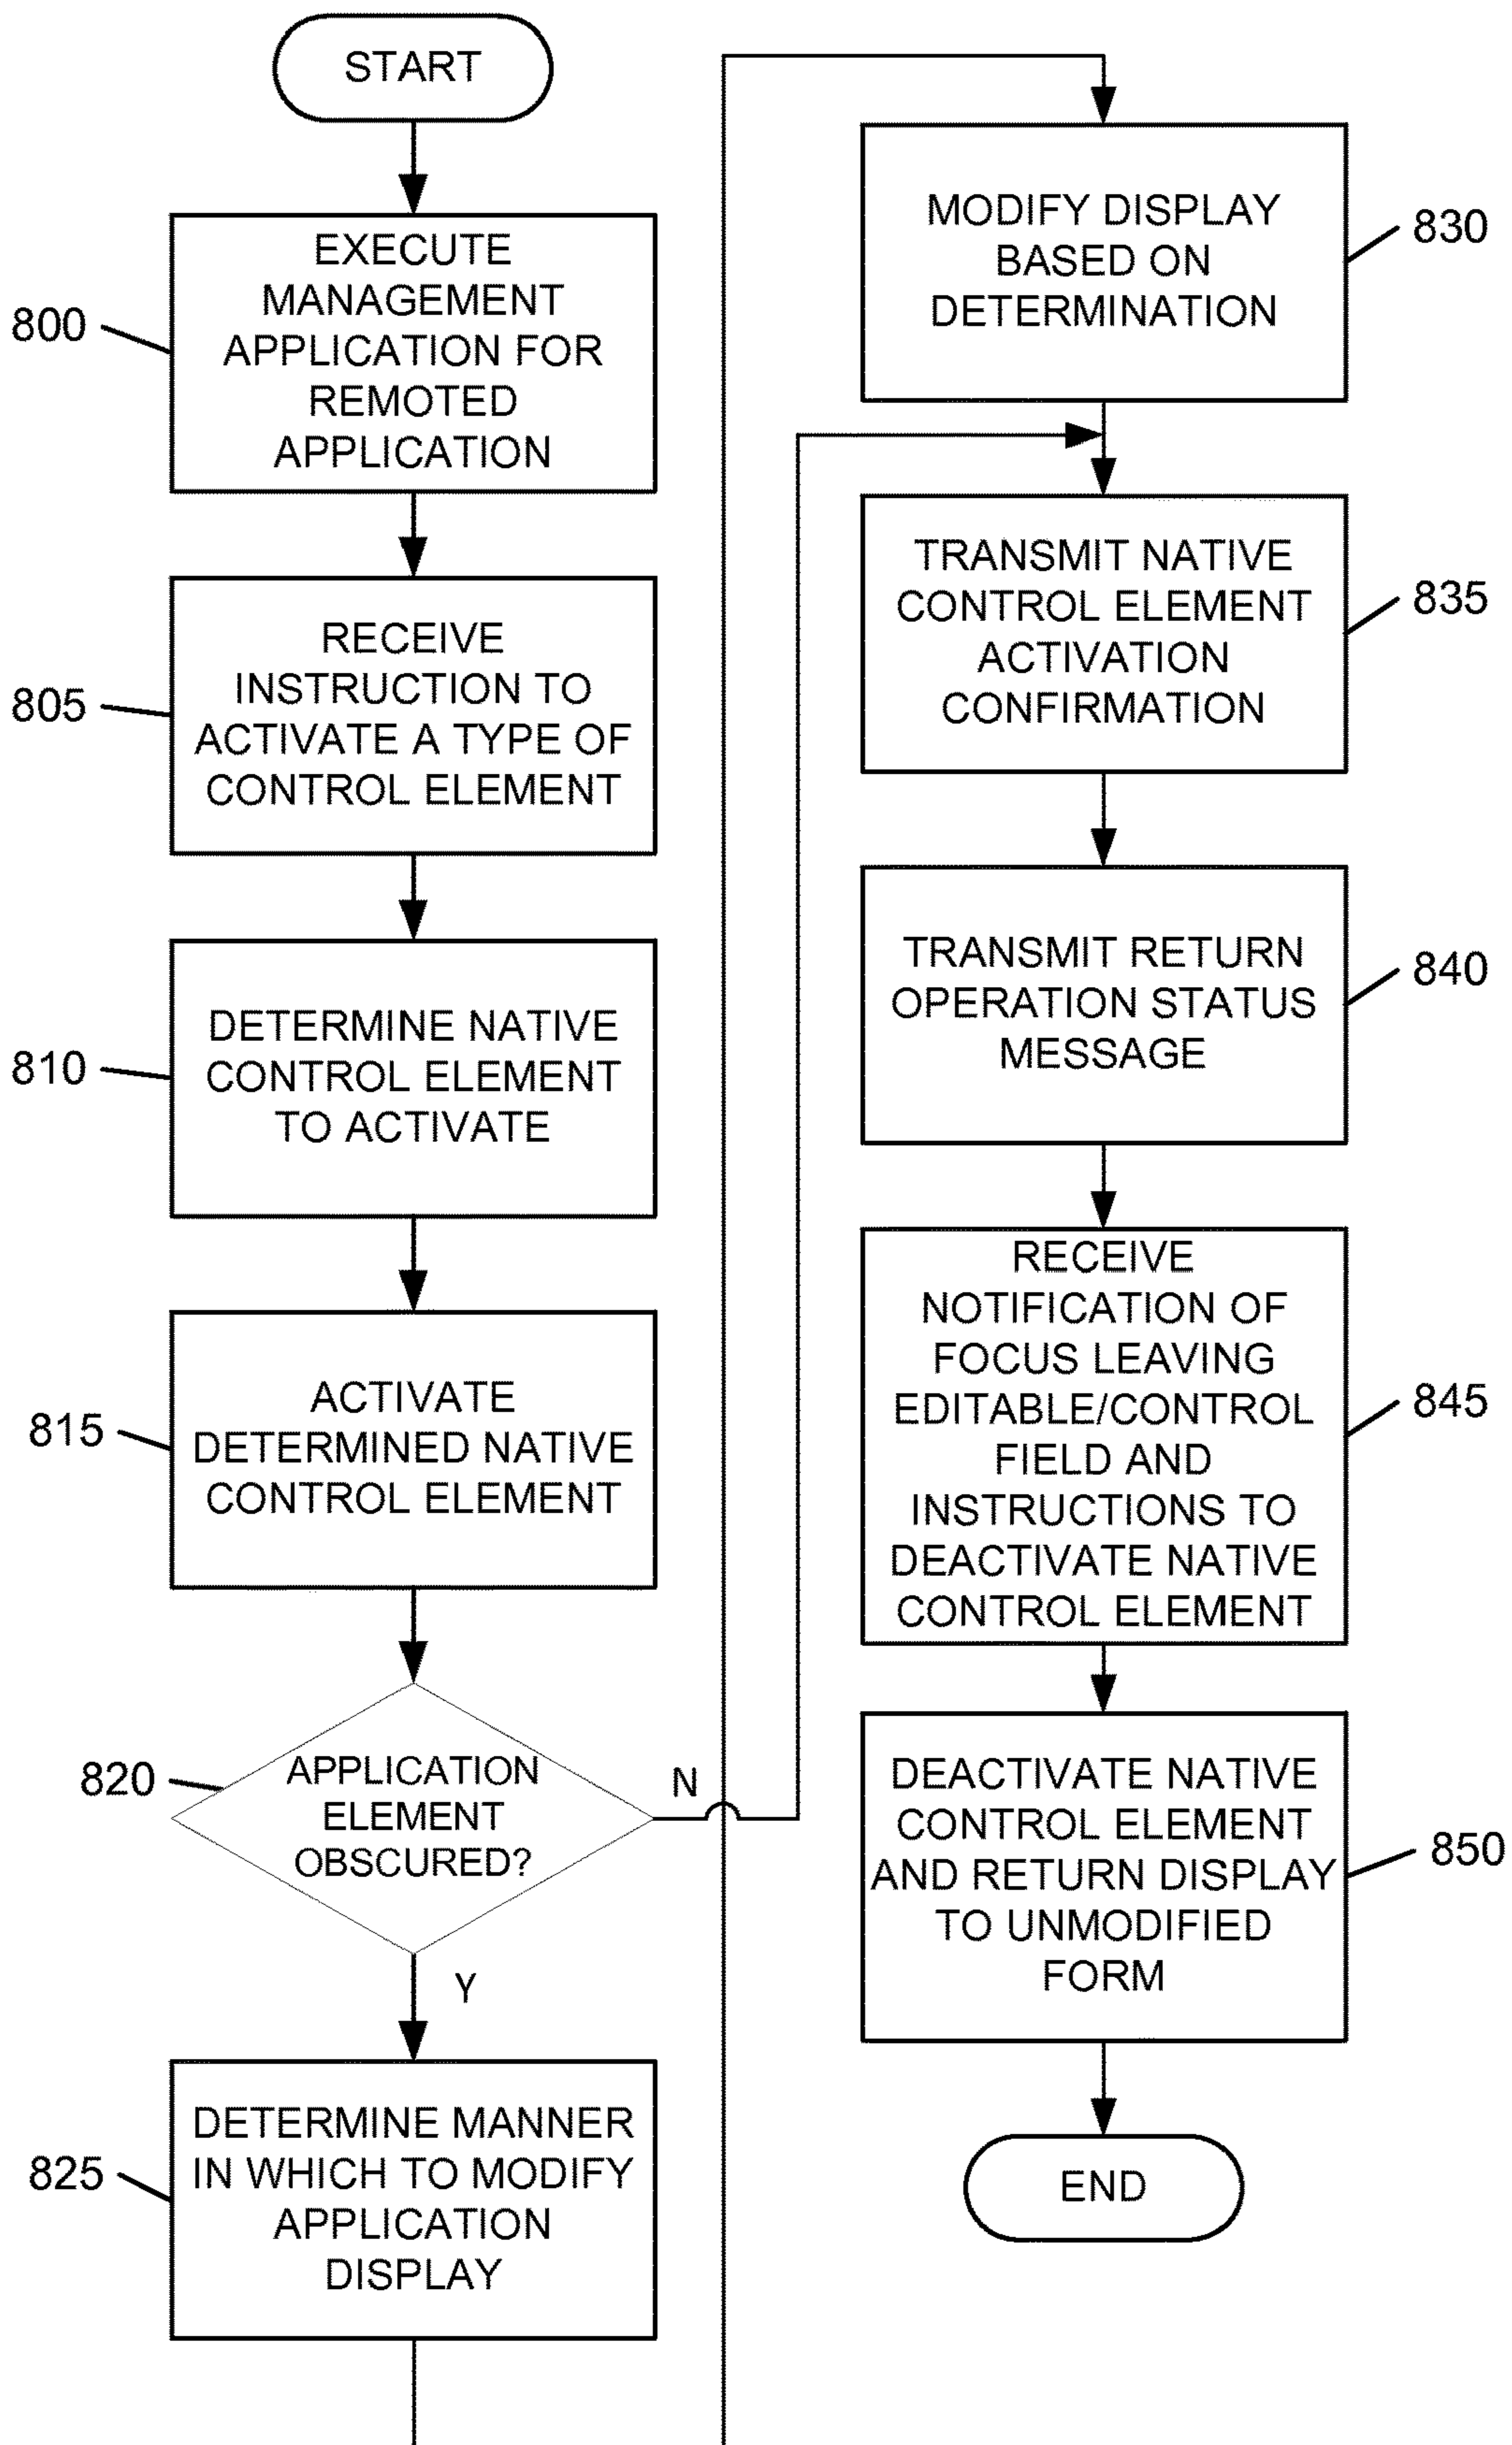 START
800
EXECUTE
MANAGEMENT
APPLICATION FOR
REMOTED
APPLICATION
805
RECEIVE
INSTRUCTION TO
ACTIVATE A TYPE OF
CONTROL ELEMENT
810
DETERMINE NATIVE
CONTROL ELEMENT
TO ACTIVATE
815
ACTIVATE
DETERMINED NATIVE
CONTROL ELEMENT
820
APPLICATION
ELEMENT
OBSCURED?
N
Y
825
DETERMINE MANNER
IN WHICH TO MODIFY
APPLICATION
DISPLAY
MODIFY DISPLAY
BASED ON
DETERMINATION
830
TRANSMIT NATIVE
CONTROL ELEMENT
ACTIVATION
CONFIRMATION
835
TRANSMIT RETURN
OPERATION STATUS
MESSAGE
840
RECEIVE
NOTIFICATION OF
FOCUS LEAVING
EDITABLE/CONTROL
FIELD AND
INSTRUCTIONS TO
DEACTIVATE NATIVE
CONTROL ELEMENT
845
DEACTIVATE NATIVE
CONTROL ELEMENT
AND RETURN DISPLAY
TO UNMODIFIED
FORM
850
END